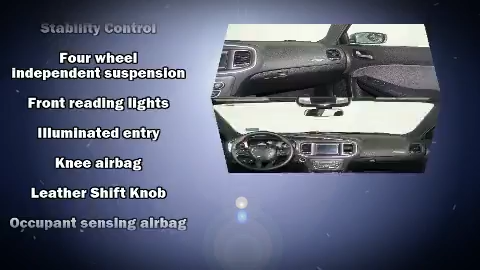 Stability Control
Four wheel
Independent suspension
Front reading lights
Illuminated entry
Knee airbag
Leather Shift Knob
Occupant sensing airbag